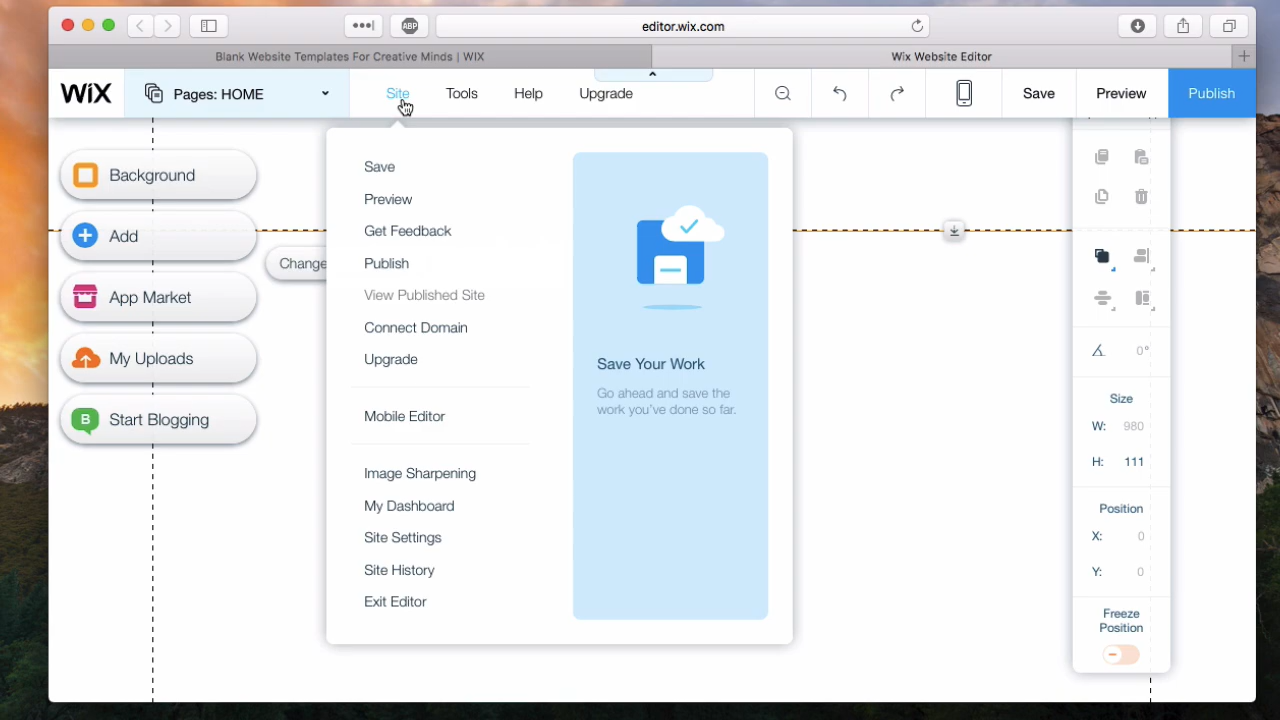 ABP
editor.wix.com
Blank Website Templates For Creative Minds | WIX
Wix Website Editor
WiX
Pages: HOME
Site
Tools
Help
Upgrade
Save
Preview
Publish
Background
Add
App Market
My Uploads
B
Start Blogging
Change
Save
Preview
Get Feedback
Publish
View Published Site
Connect Domain
Upgrade
Mobile Editor
Image Sharpening
My Dashboard
Site Settings
Site History
Exit Editor
Save Your Work
Go ahead and save the
work you've done so far.
0°
Size
W: 980
H: 111
Position
X: 0
Y: 0
Freeze
Position